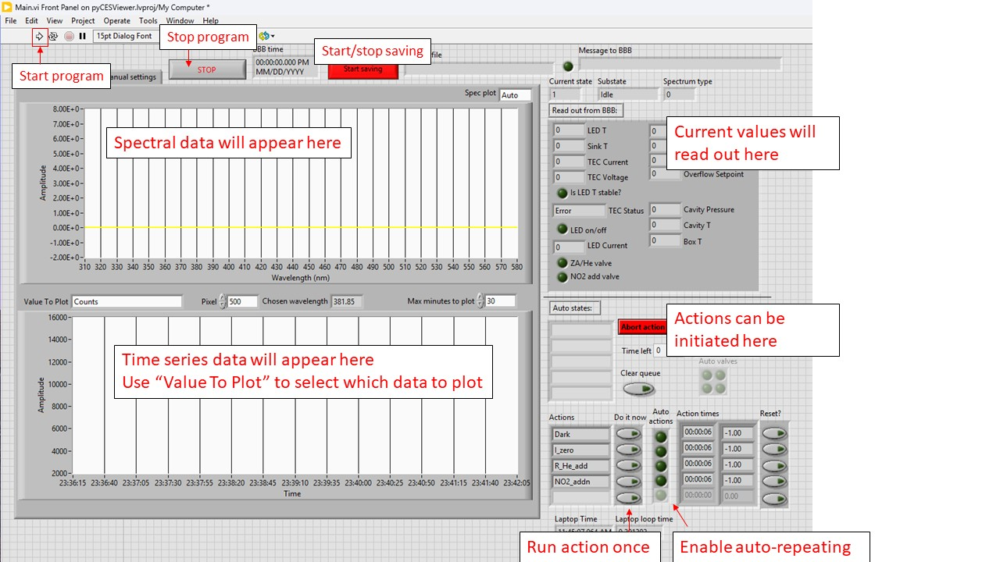 Main.vi Front Panel on pyCESViewer.lvproj/My Computer *
File Edit View Project Operate Tools Window Help
15pt Dialog Font
Stop program
Start program
Start/stop saving
BBB time
00:00:00.000 PM
MM/DD/YYYY
STOP
Start saving
file
Message to BBB
anual settings
Current state Substate Spectrum type
1 Idle 0
Read out from BBB:
Spec plot Auto
8.00E+0
7.00E+0
6.00E+0
5.00E+0
4.00E+0
3.00E+0
2.00E+0
1.00E+0
0.00E+0
-1.00E+0
-2.00E+0
Amplitude
Spectral data will appear here
310 320 330 340 350 360 370 380 390 400 410 420 430 440 450 460 470 480 490 500 510 520 530 540 550 560 570 580
Wavelength (nm)
0 LED T 0
0 Sink T 0
0 TEC Current 0
0 TEC Voltage 0 Overflow Setpoint
Current values will
read out here
Is LED T stable?
Error TEC Status 0 Cavity Pressure
LED on/off 0 Cavity T
0 LED Current 0 Box T
ZA/He valve
NO2 add valve
Value To Plot Counts Pixel 500 Chosen wavelength 381.85 Max minutes to plot 30
16000
14000
12000
10000
8000
6000
4000
2000
Amplitude
Time series data will appear here
Use “Value To Plot” to select which data to plot
23:36:15 23:36:40 23:37:05 23:37:30 23:37:55 23:38:20 23:38:45 23:39:10 23:39:35 23:40:00 23:40:25 23:40:50 23:41:15 23:41:40 23:42:05
Time
Auto states:
Abort action
Time left 0
Clear queue
Auto valves
Actions can be
initiated here
Actions Do it now Auto actions Action times Reset?
Dark 00:00:06 -1.00
I_zero 00:00:06 -1.00
R_He_add 00:00:06 -1.00
NO2_addn 00:00:06 -1.00
00:00:00 0.00
Laptop Time Laptop loop time
Run action once
Enable auto-repeating